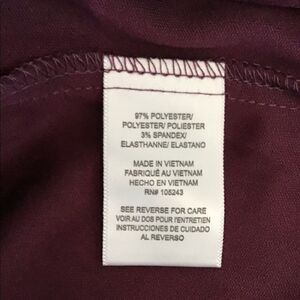 97% POLYESTER/
POLYESTER/ POLIESTER
3% SPANDEX/
ELASTHANNE/ ELASTANO
MADE IN VIETNAM
FABRIQUÉ AU VIETNAM
HECHO EN VIETNAM
RN# 105243
SEE REVERSE FOR CARE
VOIR AU DOS POUR l'ENTRETIEN
INSTRUCCIONES DE CUIDADO
AL REVERSO